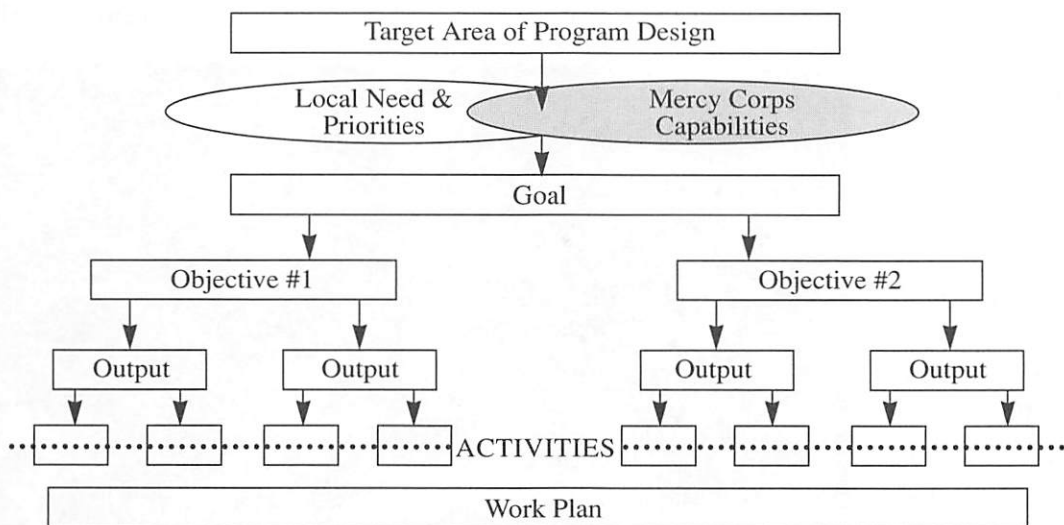 Target Area of Program Design
Local Need &
Priorities
Mercy Corps
Capabilities
Goal
Objective #1
Objective #2
Output
Output
Output
Output
ACTIVITIES
Work Plan